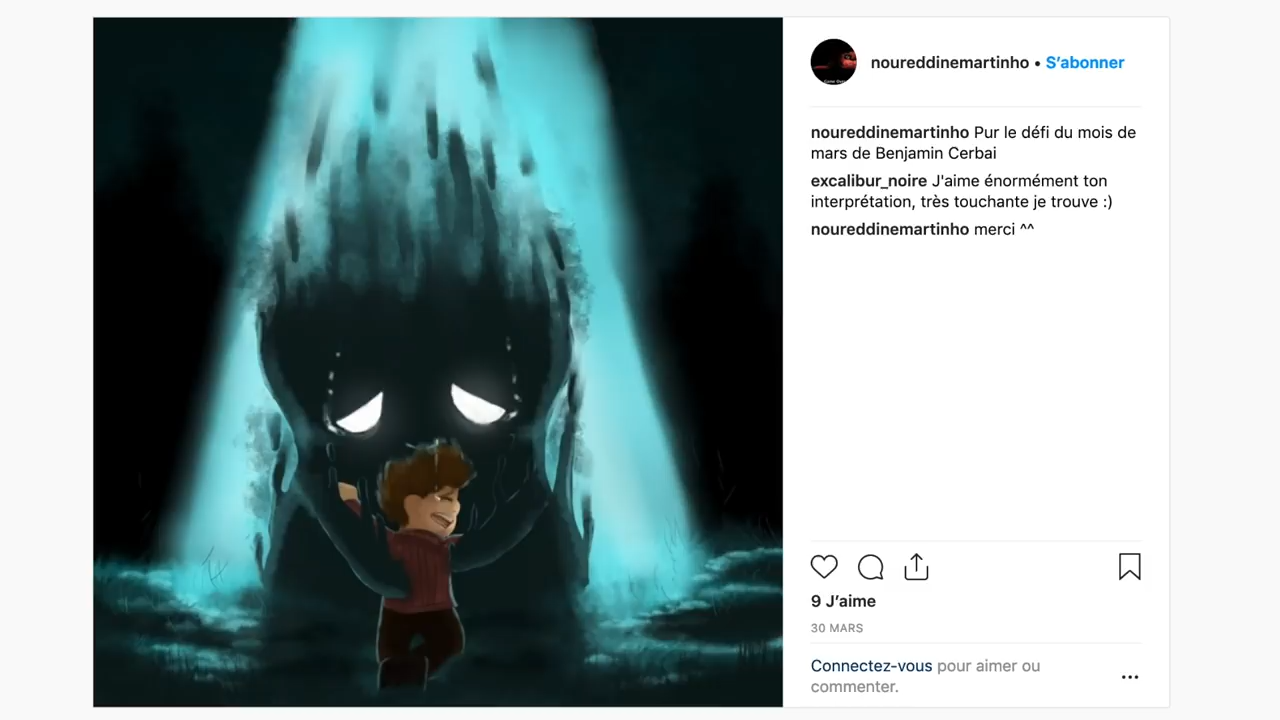 noureddinemartinho • S’abonner
noureddinemartinho Pur le défi du mois de
mars de Benjamin Cerbai
excalibur_noire J'aime énormément ton
interprétation, très touchante je trouve :)
noureddinemartinho merci ^^
9 J’aime
30 MARS
Connectez-vous pour aimer ou
commenter.